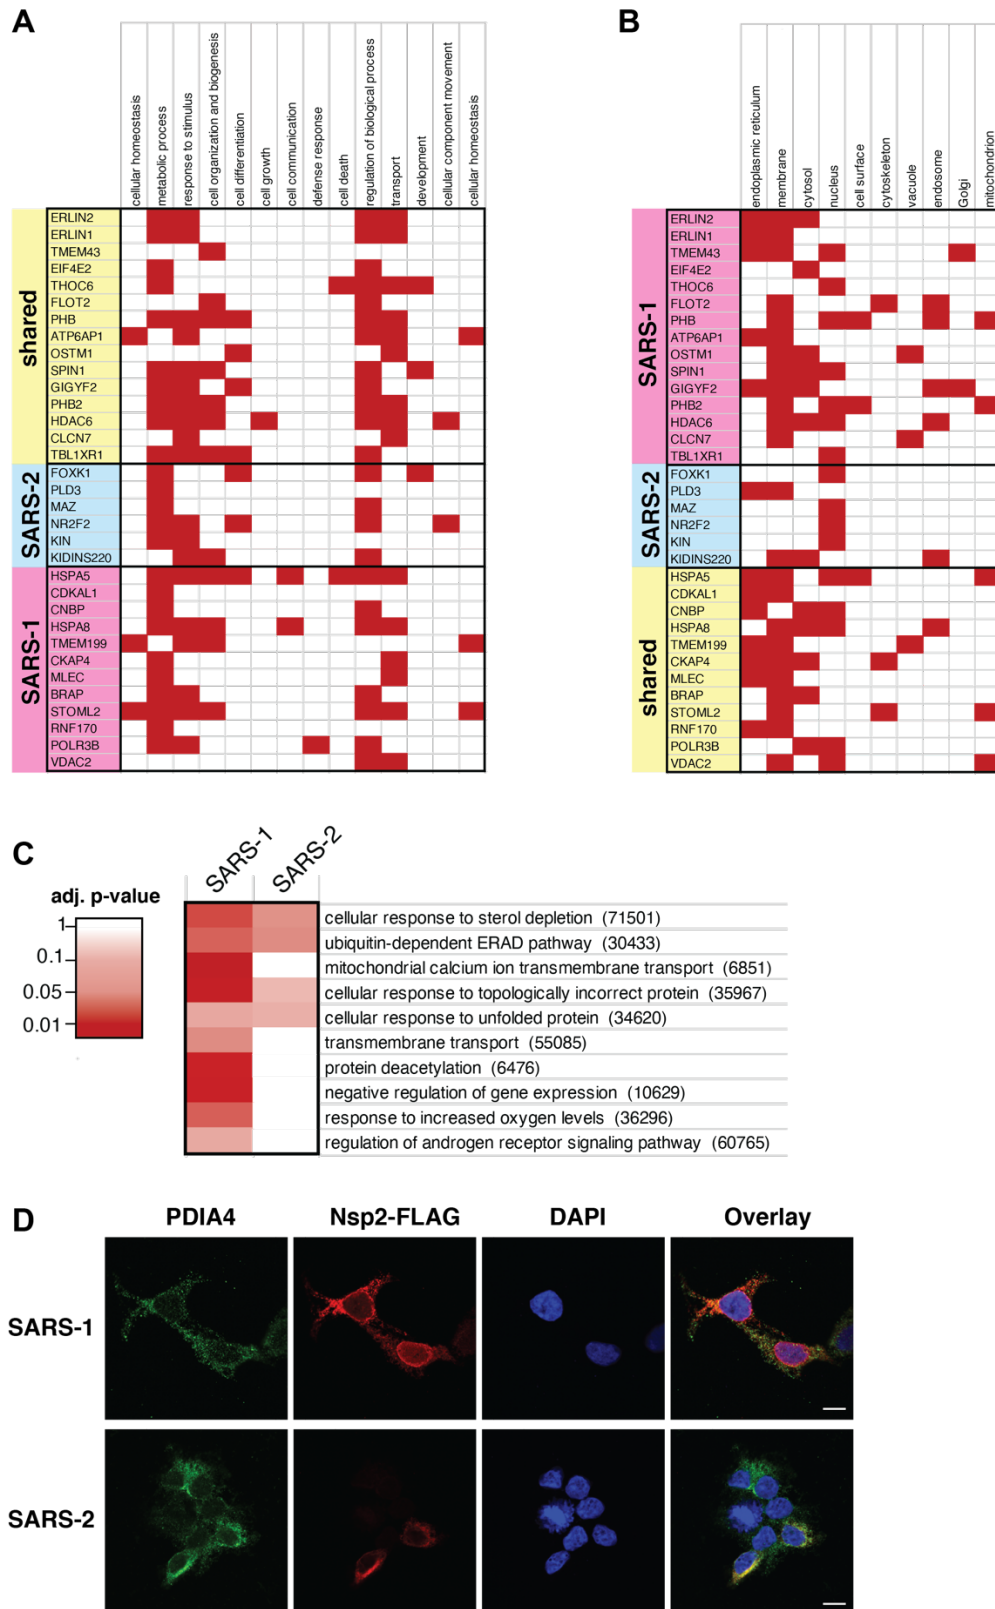 A
B
cellular homeostasis
metabolic process
response to stimulus
cell organization and biogenesis
cell differentiation
cell growth
cell communication
defense response
cell death
regulation of biological process
transport
development
cellular component movement
cellular homeostasis
shared
ERLIN2
ERLIN1
TMEM43
EIF4E2
THOC6
FLOT2
PHB
ATP6AP1
OSTM1
SPIN1
GIGYF2
PHB2
HDAC6
CLCN7
TBL1XR1
SARS-2
FOXK1
PLD3
MAZ
NR2F2
KIN
KIDINS220
SARS-1
HSPA5
CDKAL1
CNBP
HSPA8
TMEM199
CKAP4
MLEC
BRAP
STOML2
RNF170
POLR3B
VDAC2
endoplasmic reticulum
membrane
cytosol
nucleus
cell surface
cytoskeleton
vacuole
endosome
Golgi
mitochondrion
SARS-1
ERLIN2
ERLIN1
TMEM43
EIF4E2
THOC6
FLOT2
PHB
ATP6AP1
OSTM1
SPIN1
GIGYF2
PHB2
HDAC6
CLCN7
TBL1XR1
SARS-2
FOXK1
PLD3
MAZ
NR2F2
KIN
KIDINS220
shared
HSPA5
CDKAL1
CNBP
HSPA8
TMEM199
CKAP4
MLEC
BRAP
STOML2
RNF170
POLR3B
VDAC2
C
adj. p-value
1
0.1
0.05
0.01
SARS-1
SARS-2
cellular response to sterol depletion (71501)
ubiquitin-dependent ERAD pathway (30433)
mitochondrial calcium ion transmembrane transport (6851)
cellular response to topologically incorrect protein (35967)
cellular response to unfolded protein (34620)
transmembrane transport (55085)
protein deacetylation (6476)
negative regulation of gene expression (10629)
response to increased oxygen levels (36296)
regulation of androgen receptor signaling pathway (60765)
D
PDIA4 Nsp2-FLAG DAPI Overlay
SARS-1
SARS-2